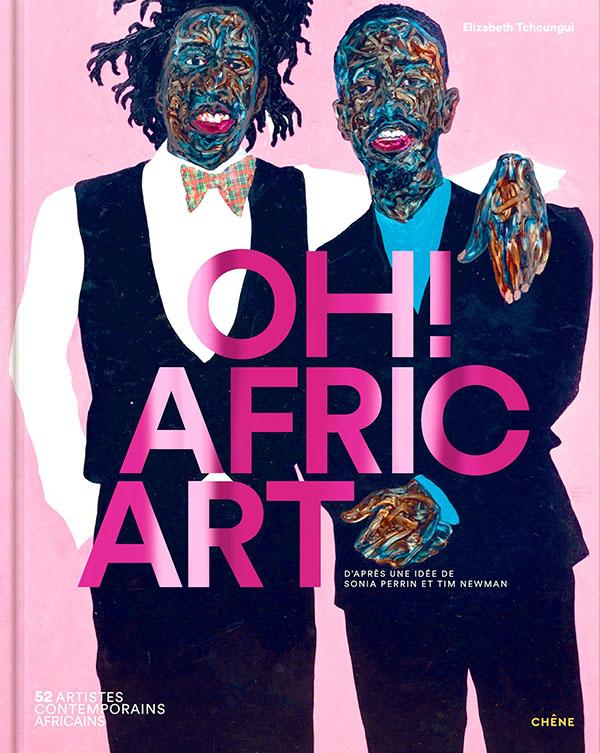 Elizabeth Tchoungui
OH!
AFRIC
ART
D'APRÈS UNE IDÉE DE
SONIA PERRIN ET TIM NEWMAN
52 ARTISTES
CONTEMPORAINS
AFRICAINS
CHÊNE